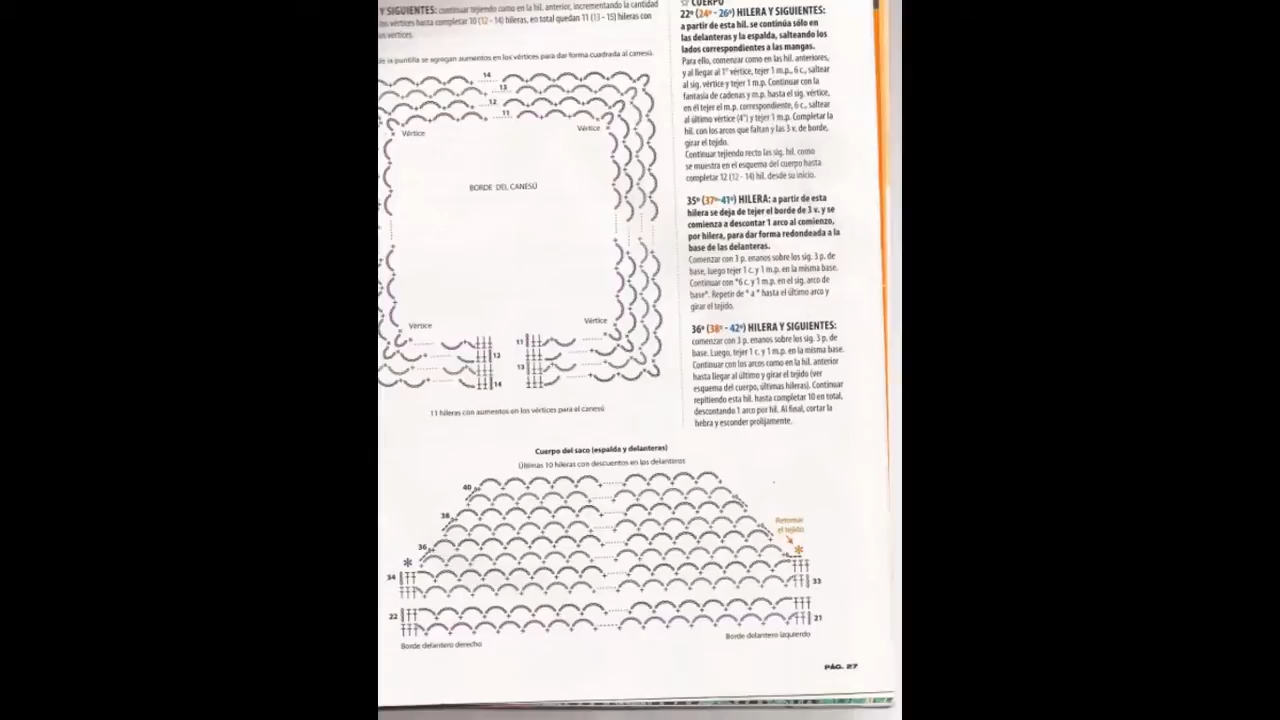 Y SIGUIENTES: continuar tejiendo como en la hil. anterior, incrementando la cantidad
los vértices hasta completar 10 (12 - 14) hileras, en total quedan 11 (13 - 15) hileras con
vértices.
la puntilla se agregan aumentos en los vértices para dar forma cuadrada al canesú.
14
13
12
11
Vértice
Vértice
BORDE DEL CANESÚ
Vértice
Vértice
11
12
13
14
11 hileras con aumentos en los vértices para el canesú
☆ CUERPO
22º (24º - 26º) HILERA Y SIGUIENTES:
a partir de esta hil. se continúa sólo en
las delanteras y la espalda, salteando los
lados correspondientes a las mangas.
Para ello, comenzar como en las hil. anteriores,
y al llegar al 1º vértice, tejer 1 m.p., 6 c., saltear
al sig. vértice y tejer 1 m.p. Continuar con la
fantasía de cadenas y m.p. hasta el sig. vértice,
en él tejer el m.p. correspondiente, 6 c., saltear
al último vértice (4º) y tejer 1 m.p. Completar la
hil. con los arcos que faltan y las 3 v. de borde,
girar el tejido.
Continuar tejiendo recto las sig. hil. como
se muestra en el esquema del cuerpo hasta
completar 12 (12 - 14) hil. desde su inicio.
35º (37º-41º) HILERA: a partir de esta
hilera se deja de tejer el borde de 3 v. y se
comienza a descontar 1 arco al comienzo,
por hilera, para dar forma redondeada a la
base de las delanteras.
Comenzar con 3 p. enanos sobre los sig. 3 p. de
base, luego tejer 1 c. y 1 m.p. en la misma base.
Continuar con *6 c. y 1 m.p. en el sig. arco de
base*. Repetir de * a * hasta el último arco y
girar el tejido.
36º (38º - 42º) HILERA Y SIGUIENTES:
comenzar con 3 p. enanos sobre los sig. 3 p. de
base. Luego, tejer 1 c. y 1 m.p. en la misma base.
Continuar con los arcos como en la hil. anterior
hasta llegar al último y girar el tejido (ver
esquema del cuerpo, últimas hileras). Continuar
repitiendo esta hil. hasta completar 10 en total,
descontando 1 arco por hil. Al final, cortar la
hebra y esconder prolijamente.
Cuerpo del saco (espalda y delanteras)
Últimas 10 hileras con descuentos en las delanteras
40
38
36
Retomar
el tejido
34
33
22
21
Borde delantero derecho
Borde delantero izquierdo
PÁG. 27